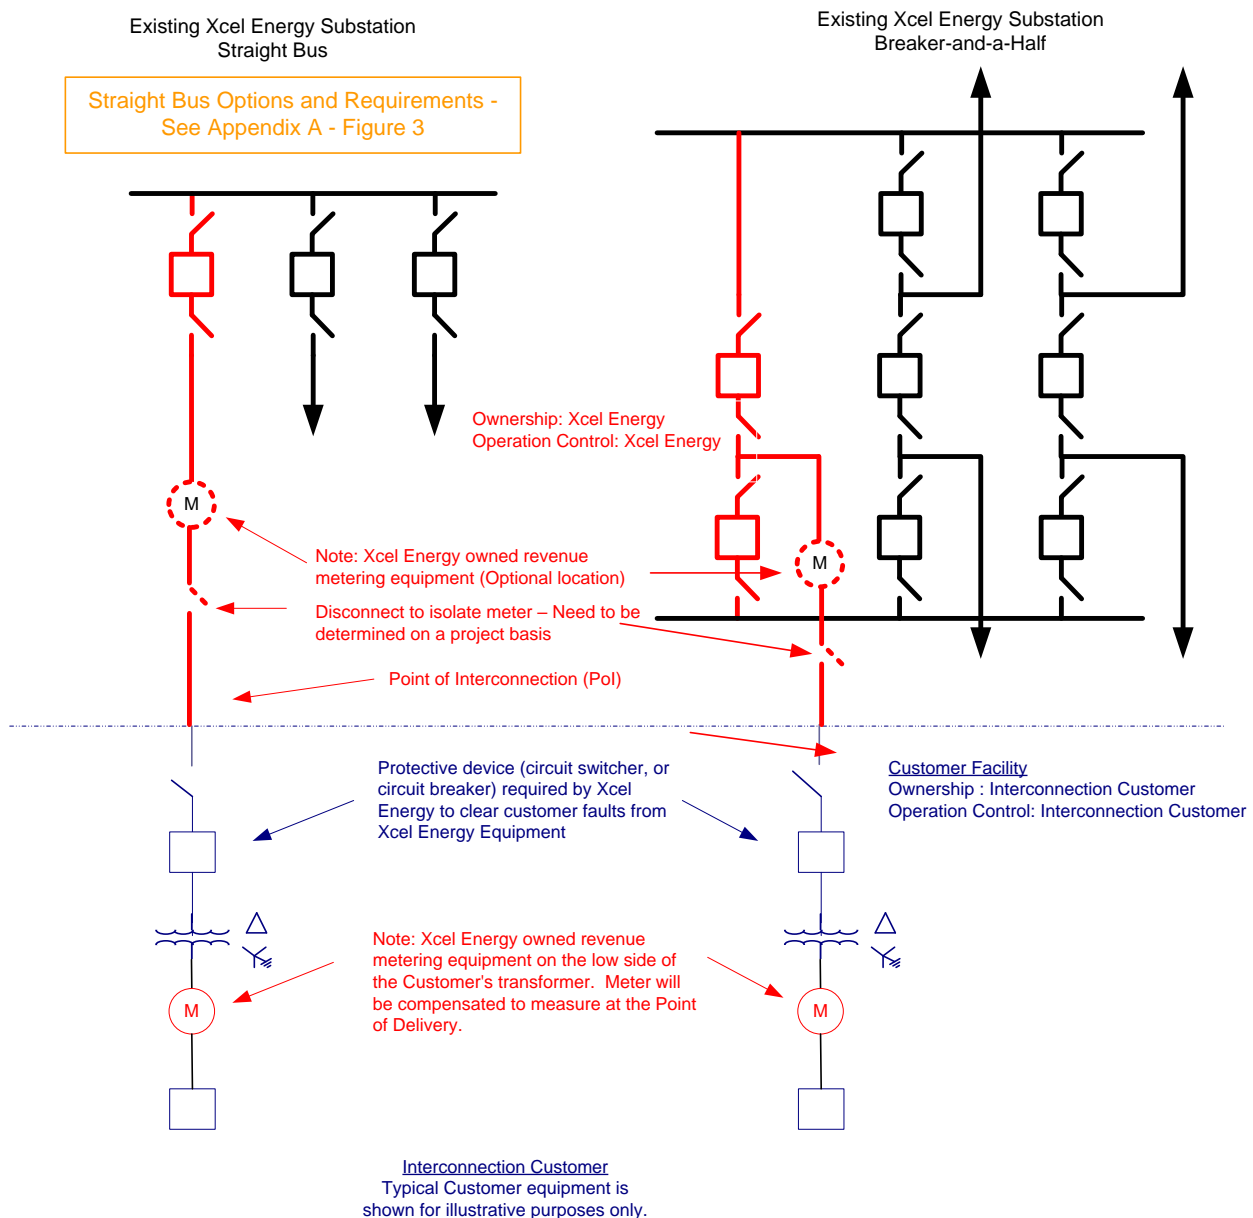 Existing Xcel Energy Substation
Straight Bus
Existing Xcel Energy Substation
Breaker-and-a-Half
Straight Bus Options and Requirements -
See Appendix A - Figure 3
Ownership: Xcel Energy
Operation Control: Xcel Energy
M
Note: Xcel Energy owned revenue
metering equipment (Optional location)
M
Disconnect to isolate meter – Need to be
determined on a project basis
Point of Interconnection (PoI)
Protective device (circuit switcher, or
circuit breaker) required by Xcel
Energy to clear customer faults from
Xcel Energy Equipment
Customer Facility
Ownership : Interconnection Customer
Operation Control: Interconnection Customer
Note: Xcel Energy owned revenue
metering equipment on the low side of
the Customer's transformer.  Meter will
be compensated to measure at the Point
of Delivery.
M
M
Interconnection Customer
Typical Customer equipment is
shown for illustrative purposes only.